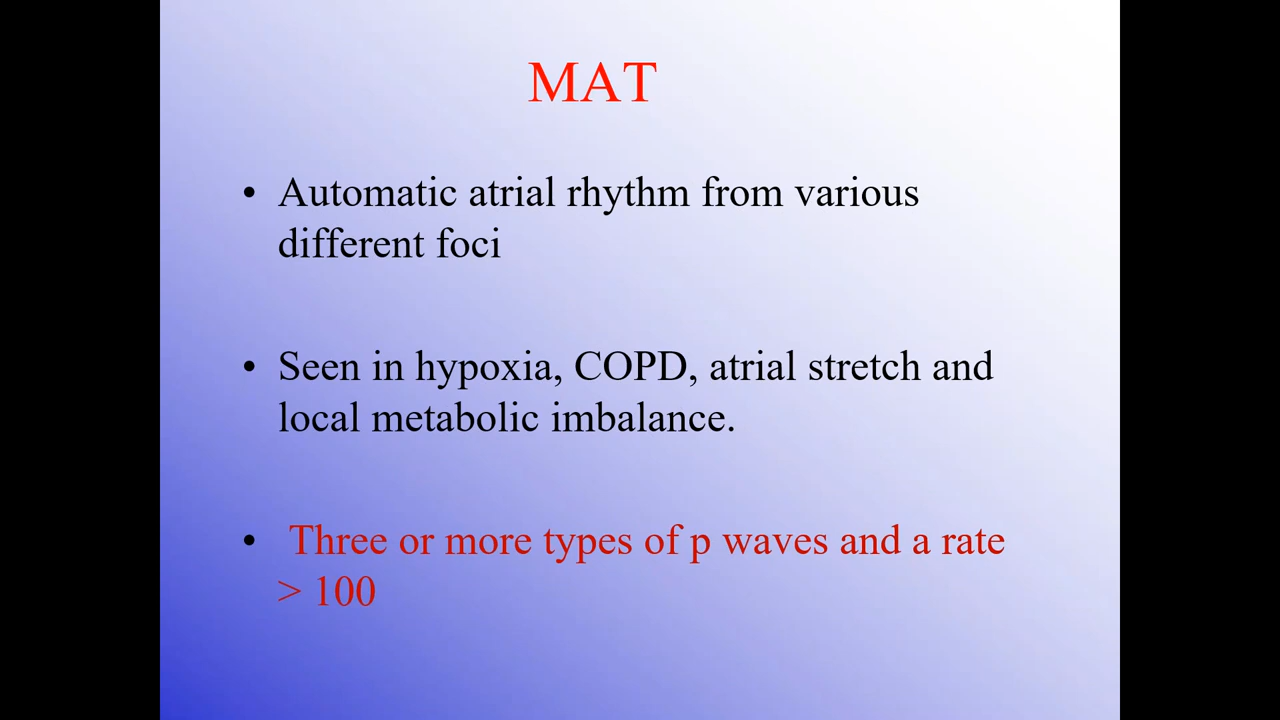 MAT
• Automatic atrial rhythm from various
different foci
• Seen in hypoxia, COPD, atrial stretch and
local metabolic imbalance.
• Three or more types of p waves and a rate
> 100